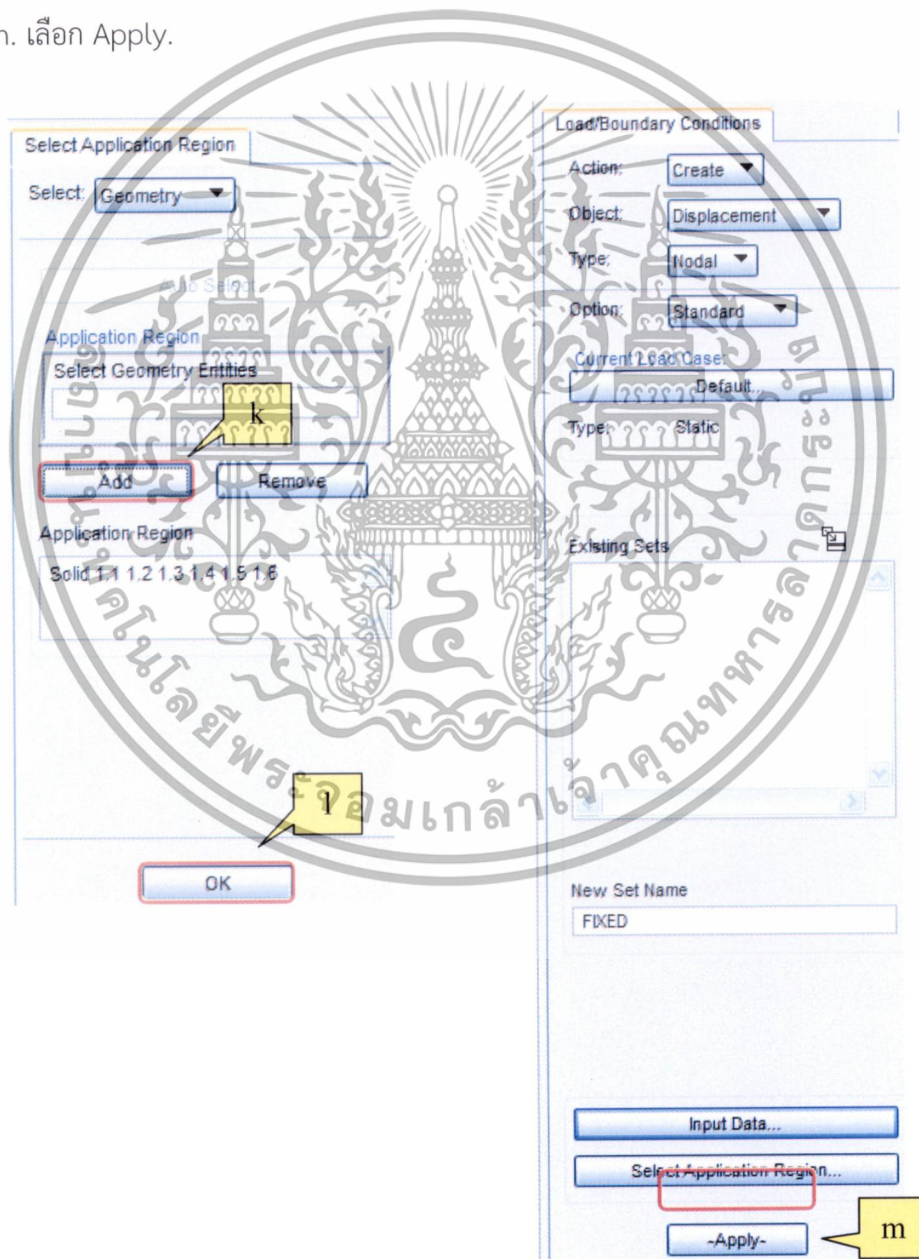 เลือก Apply.
Select Application Region
Select: Geometry
Auto Select
Application Region
Select Geometry Entities
k
Add
Remove
Application Region
Solid 1.1 1.2 1.3 1.4 1.5 1.6
l
OK
Load/Boundary Conditions
Action: Create
Object: Displacement
Type: Nodal
Option: Standard
Current Load Case:
Default...
Type: Static
Existing Sets
New Set Name
FIXED
Input Data...
Select Application Region...
-Apply-
m
สถาบันเทคโนโลยีพระจอมเกล้าเจ้าคุณทหารลาดกระบัง